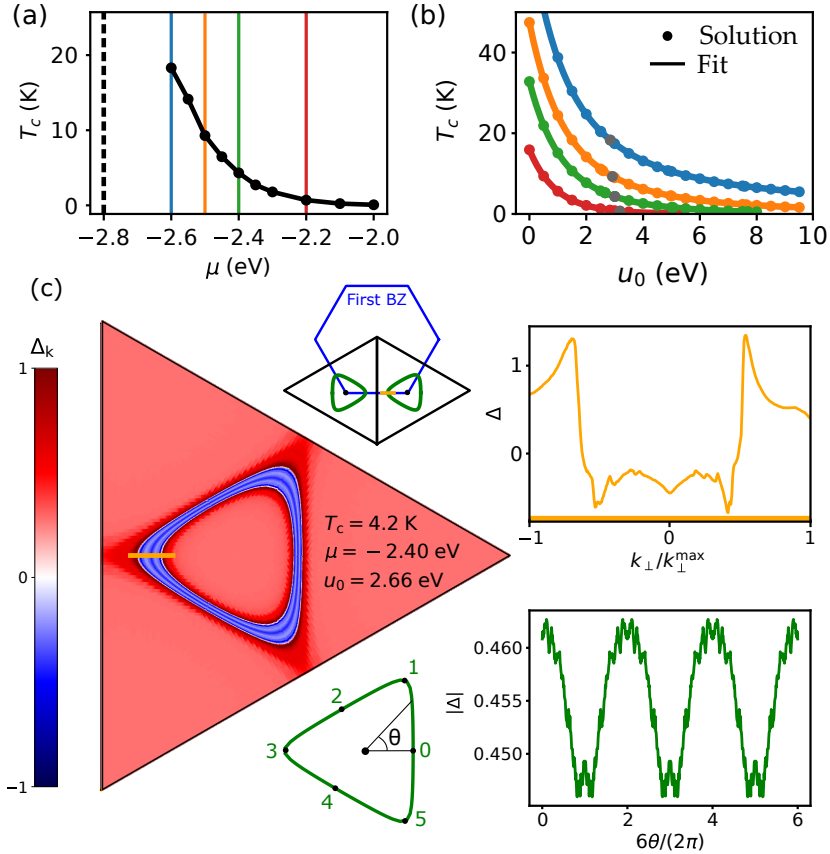 (a)
T_c (K)
20
10
0
−2.8 −2.6 −2.4 −2.2 −2.0
μ (eV)
(b)
T_c (K)
40
20
0
Solution
Fit
0 2 4 6 8 10
u_0 (eV)
(c)
Δ_k
1
0
−1
First BZ
T_c = 4.2 K
μ = −2.40 eV
u_0 = 2.66 eV
1
2
3
0
4
5
θ
Δ
1
0
−1 0 1
k_⊥/k_⊥^max
|Δ|
0.460
0.455
0.450
0 2 4 6
6θ/(2π)